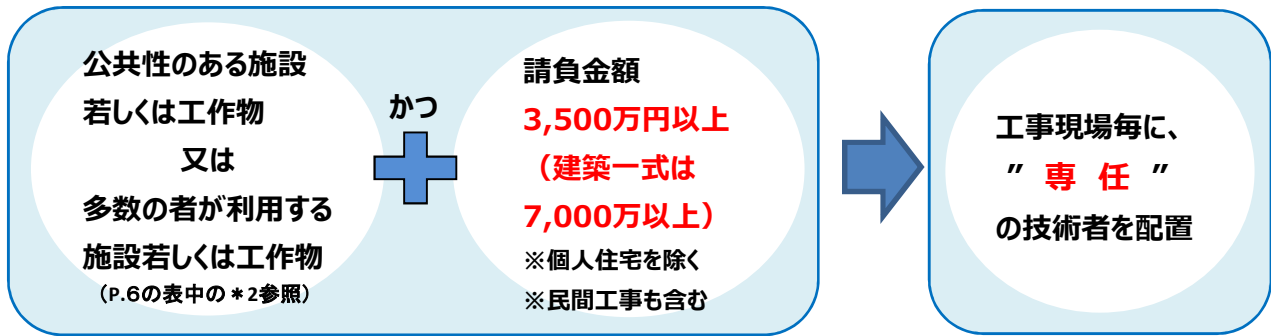 公共性のある施設
若しくは工作物
又は
多数の者が利用する
施設若しくは工作物
（P.6の表中の＊2参照）
かつ
請負金額
3,500万円以上
（建築一式は
7,000万以上）
※個人住宅を除く
※民間工事も含む
工事現場毎に、
〃 専 任 〃
の技術者を配置